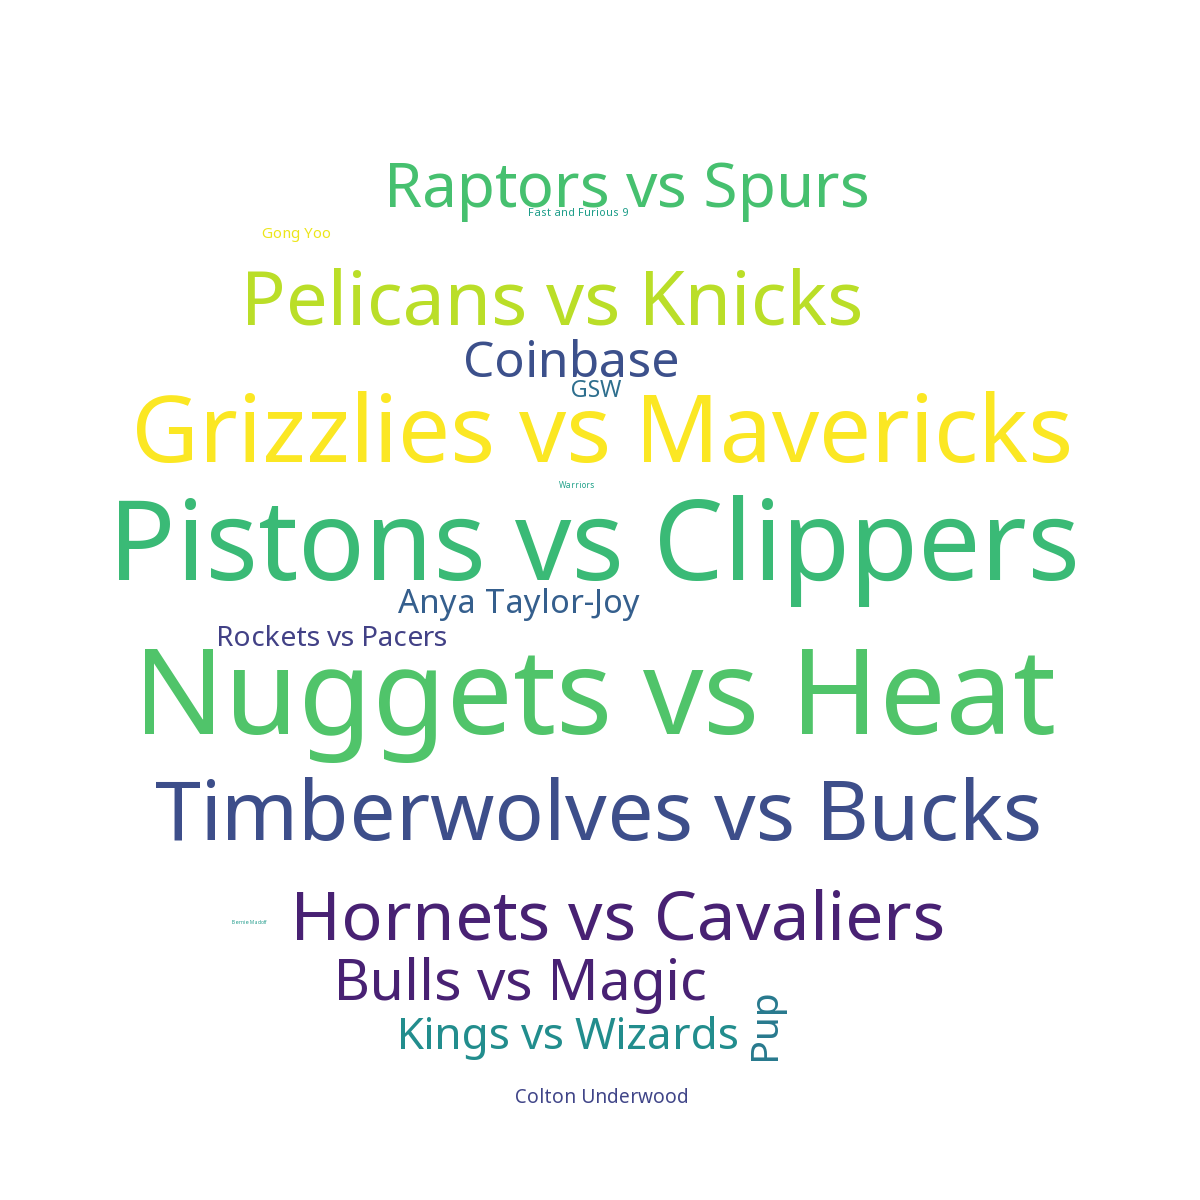 Raptors vs Spurs
Fast and Furious 9
Gong Yoo
Pelicans vs Knicks
Coinbase
GSW
Grizzlies vs Mavericks
Warriors
Pistons vs Clippers
Anya Taylor-Joy
Rockets vs Pacers
Nuggets vs Heat
Timberwolves vs Bucks
Hornets vs Cavaliers
Bernie Madoff
Bulls vs Magic
Kings vs Wizards
Pup
Colton Underwood